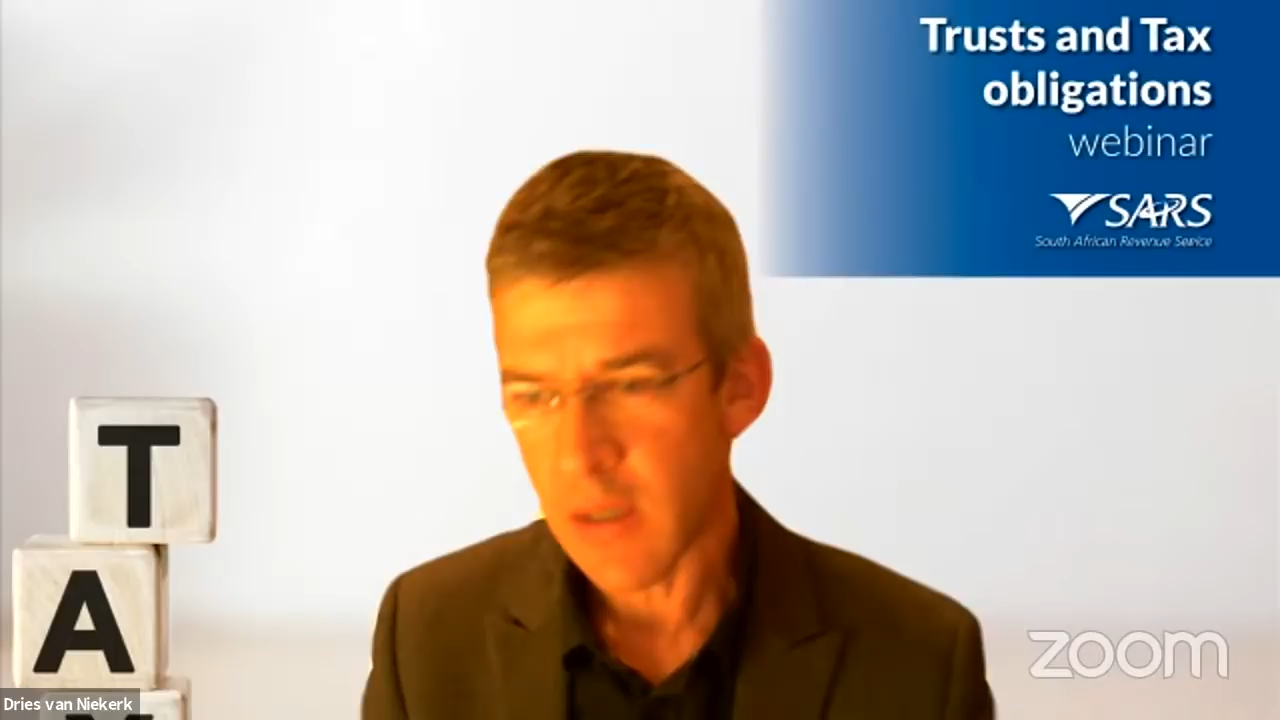 Trusts and Tax
obligations
webinar
SARS
South African Revenue Service
T
A
zoom
Dries van Niekerk